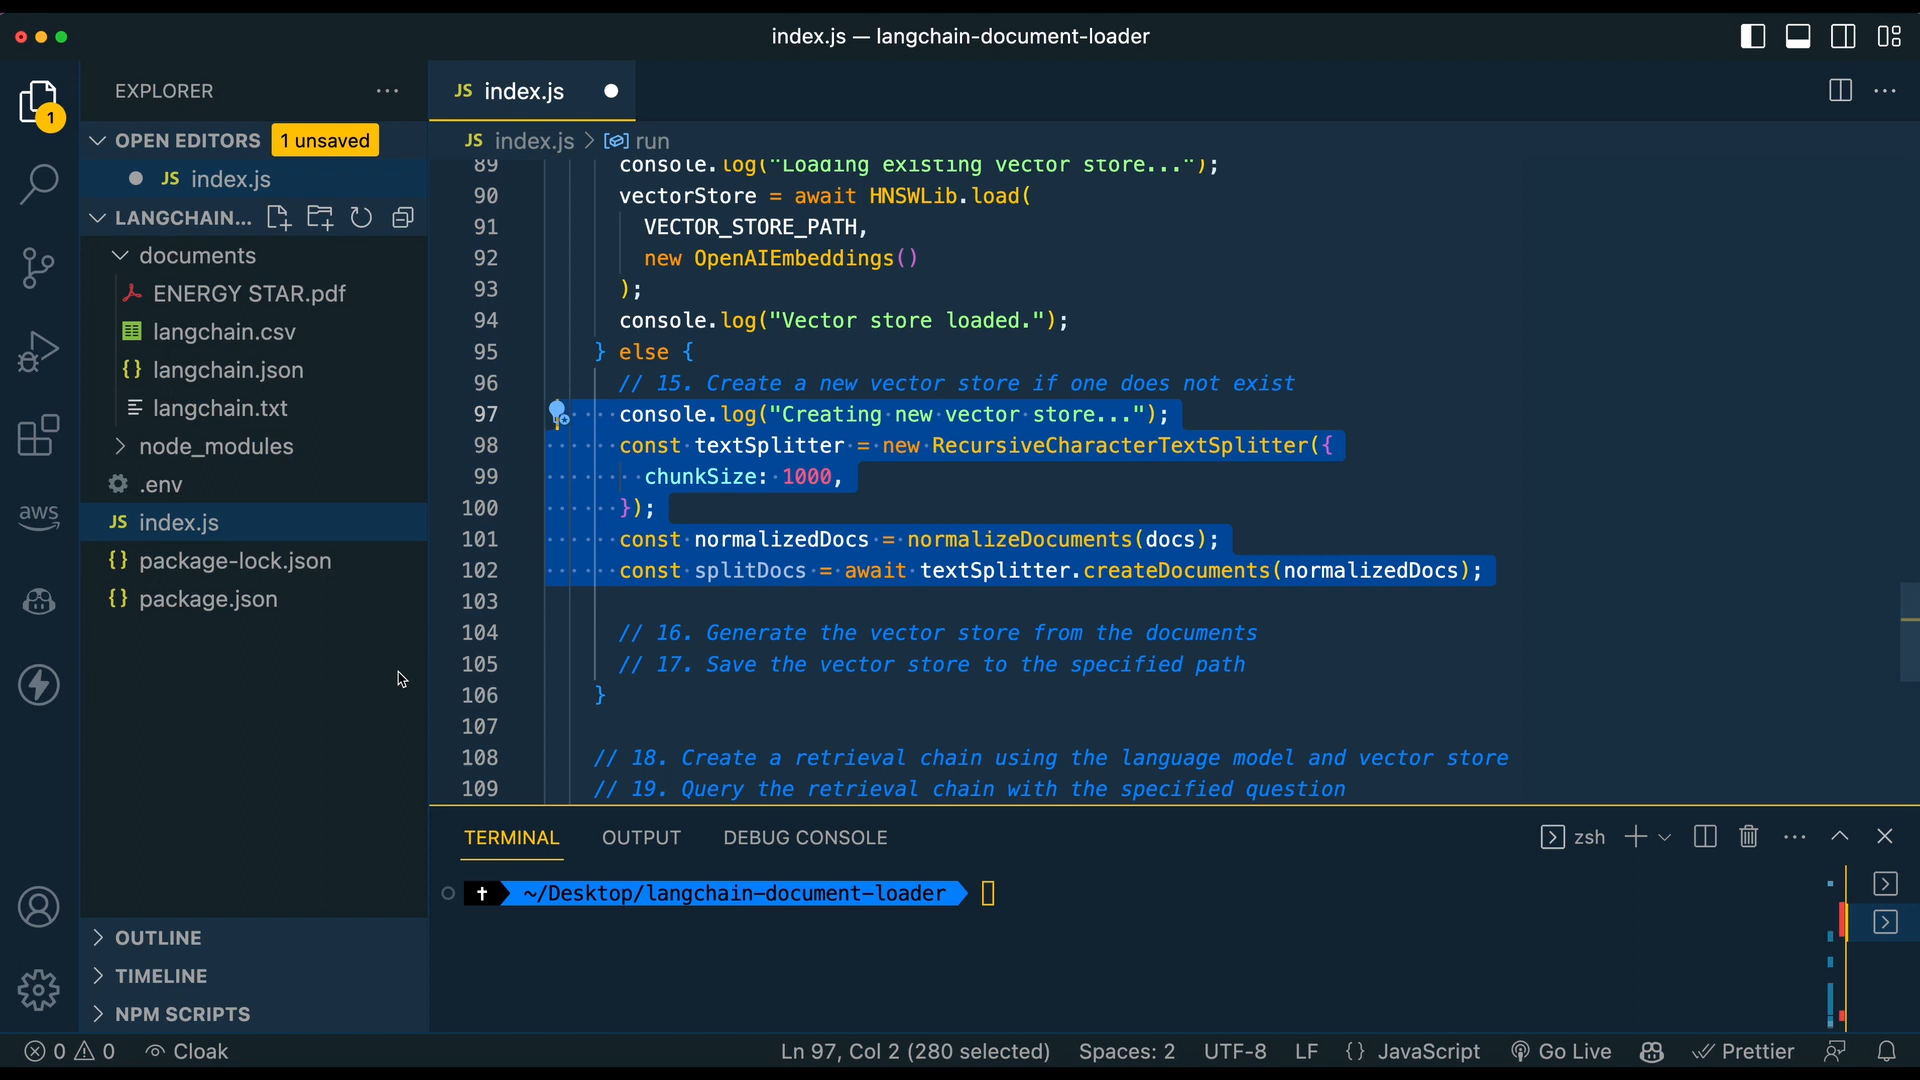 index.js — langchain-document-loader
EXPLORER
JS index.js
1
OPEN EDITORS 1 unsaved
JS index.js
JS index.js
LANGCHAIN...
documents
ENERGY STAR.pdf
langchain.csv
{} langchain.json
langchain.txt
node_modules
.env
JS index.js
{} package-lock.json
{} package.json
aws
OUTLINE
TIMELINE
NPM SCRIPTS
JS index.js > run
89 console.log("Loading existing vector store...");
90 vectorStore = await HNSWLib.load(
91 VECTOR_STORE_PATH,
92 new OpenAIEmbeddings()
93 );
94 console.log("Vector store loaded.");
95 } else {
96 // 15. Create a new vector store if one does not exist
97 console.log("Creating new vector store...");
98 const textSplitter = new RecursiveCharacterTextSplitter({
99 chunkSize: 1000,
100 });
101 const normalizedDocs = normalizeDocuments(docs);
102 const splitDocs = await textSplitter.createDocuments(normalizedDocs);
103
104 // 16. Generate the vector store from the documents
105 // 17. Save the vector store to the specified path
106 }
107
108 // 18. Create a retrieval chain using the language model and vector store
109 // 19. Query the retrieval chain with the specified question
TERMINAL OUTPUT DEBUG CONSOLE zsh
~/Desktop/langchain-document-loader
0 0 Cloak Ln 97, Col 2 (280 selected) Spaces: 2 UTF-8 LF {} JavaScript Go Live Prettier